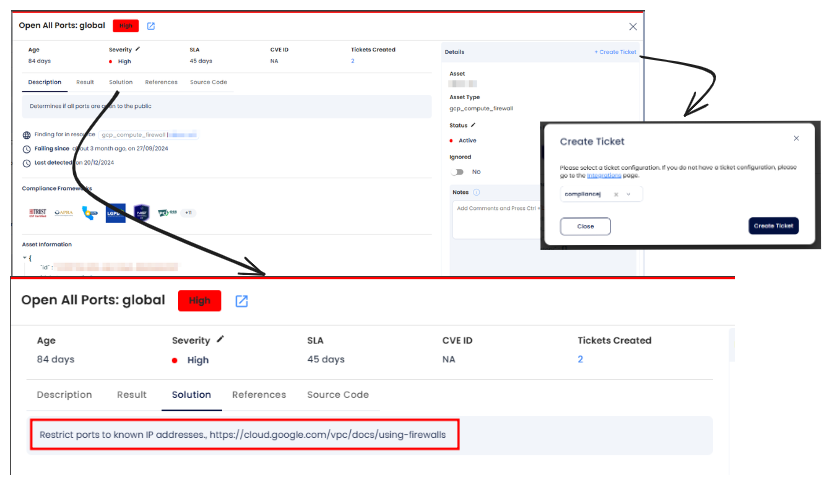 Open All Ports: global High
Age Severity SLA CVE ID Tickets Created
84 days High 45 days NA 2
Description Result Solution References Source Code
Determines if all ports are open to the public
Finding for in resource gcp_compute_firewall
Failing since about 3 month ago, on 27/09/2024
Last detected on 20/12/2024
Compliance Frameworks
Asset Information
{
"id" :
Details + Create Ticket
Asset
Asset Type
gcp_compute_firewall
Status
Active
Ignored
No
Notes
Add Comments and Press Ctrl +
Create Ticket
Please select a ticket configuration. If you do not have a ticket configuration, please
go to the Integrations page.
Close Create Ticket
Open All Ports: global High
Age Severity SLA CVE ID Tickets Created
84 days High 45 days NA 2
Description Result Solution References Source Code
Restrict ports to known IP addresses., https://cloud.google.com/vpc/docs/using-firewalls